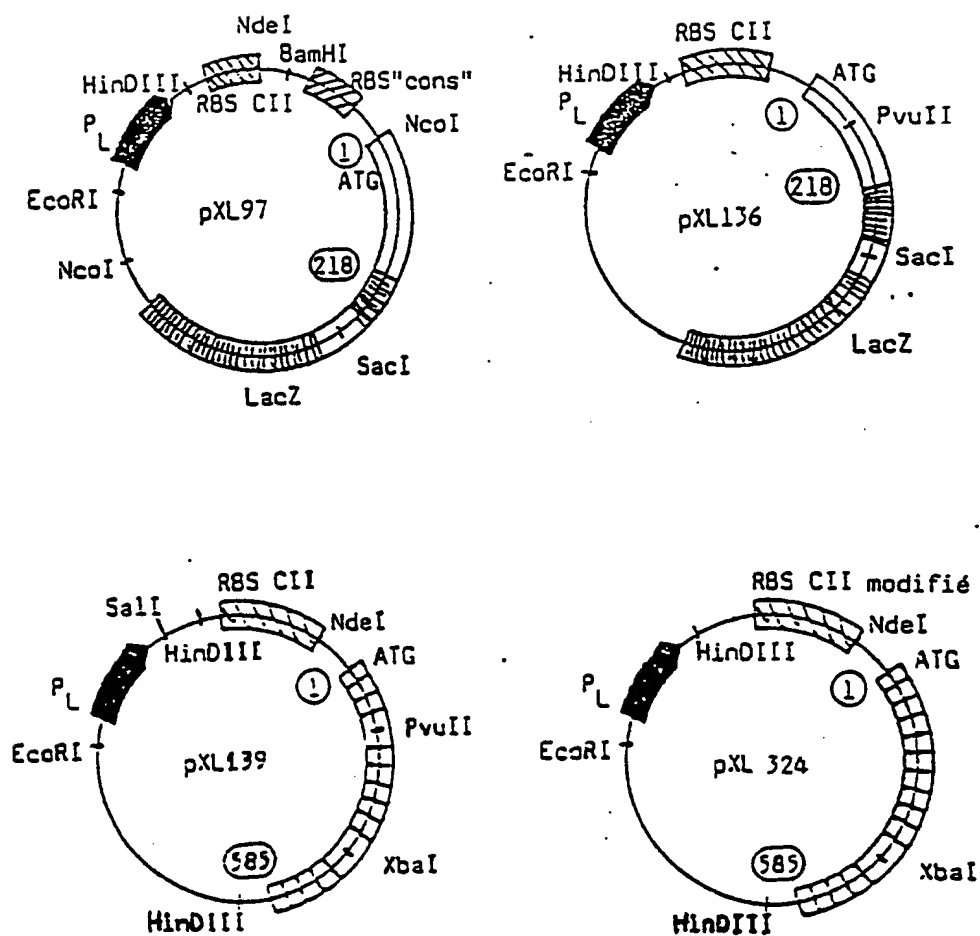 NdeI
BamHI
HinDIII
RBS CII
RBS"cons"
P
L
NcoI
1
ATG
EcoRI
pXL97
NcoI
218
SacI
LacZ
RBS CII
HinDIII
ATG
P
L
1
PvuII
EcoRI
218
pXL136
SacI
LacZ
RBS CII
SalI
NdeI
HinDIII
ATG
P
L
1
PvuII
EcoRI
pXL139
585
XbaI
HinDIII
RBS CII modifié
NdeI
HinDIII
ATG
P
L
1
EcoRI
pXL 324
585
XbaI
HinDIII